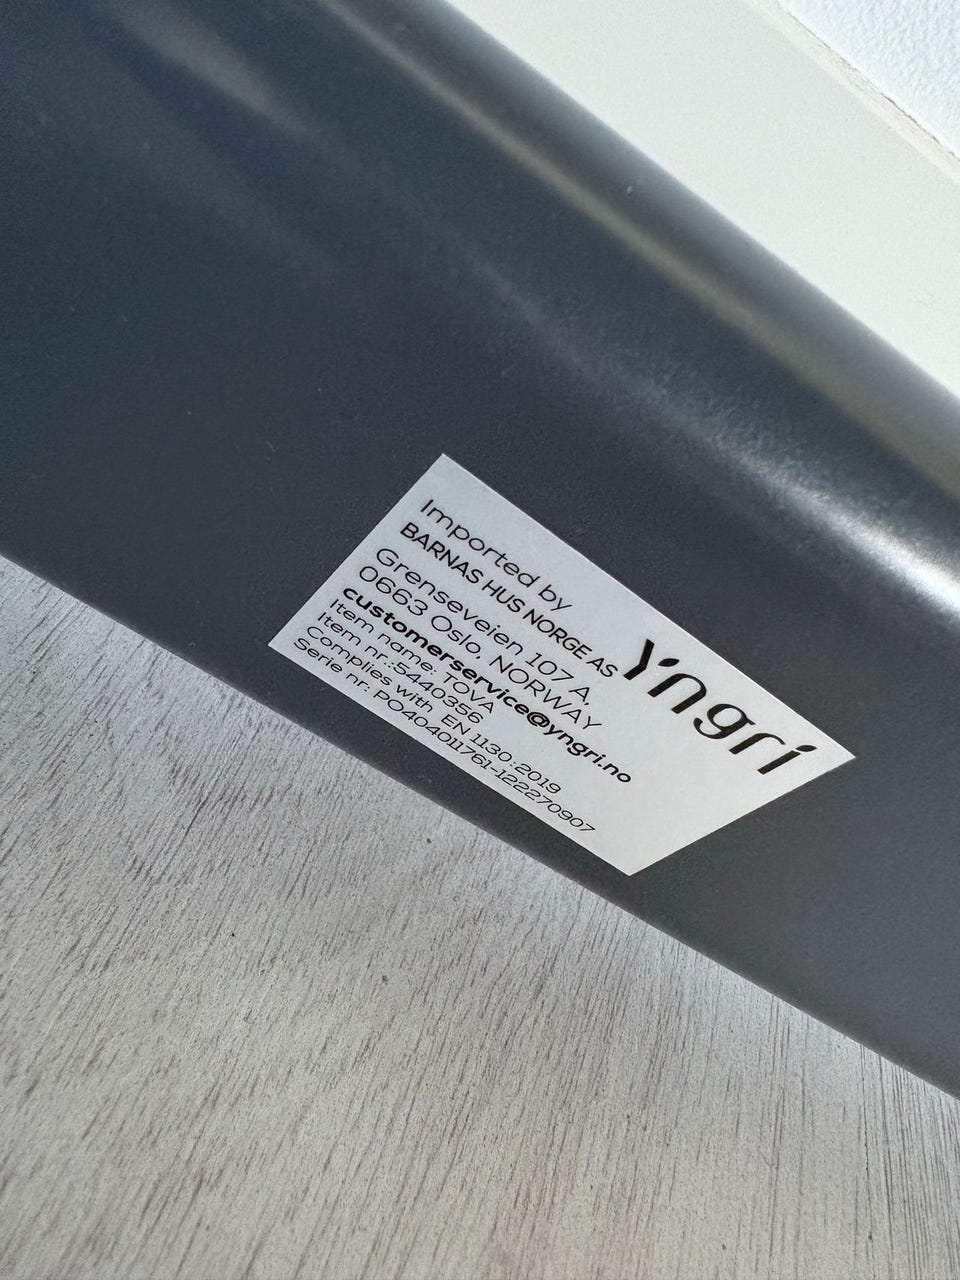 Imported by
BARNAS HUS NORGE AS
Grenseveien 107 A,
0663 Oslo, NORWAY
customerservice@yngri.no
Item name: TOVA
Item nr.:5440356
Complies with EN 1130:2019
Serie nr: PO404011761-122270907
Yngri